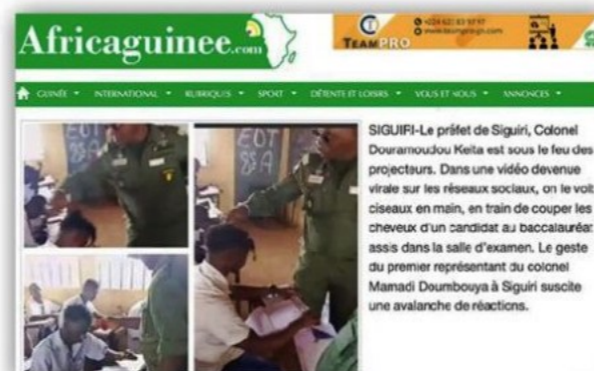 Africaguinee.com
TEAMPRO
GUINÉE
INTERNATIONAL
RUBRIQUES
SPORT
DÉTENTE ET LOISIRS
VOUS ET NOUS
ANNONCES
EDT
SIGUIFI-Le préfet de Siguiri, Colonel
Douramoudou Keita est sous le feu des
projecteurs. Dans une vidéo devenue
virale sur les réseaux sociaux, on le voit
ciseaux en main, en train de couper les
cheveux d'un candidat au baccalauréat
assis dans la salle d'examen. Le geste
du premier représentant du colonel
Mamadi Doumbouya à Siguiri suscite
une avalanche de réactions.